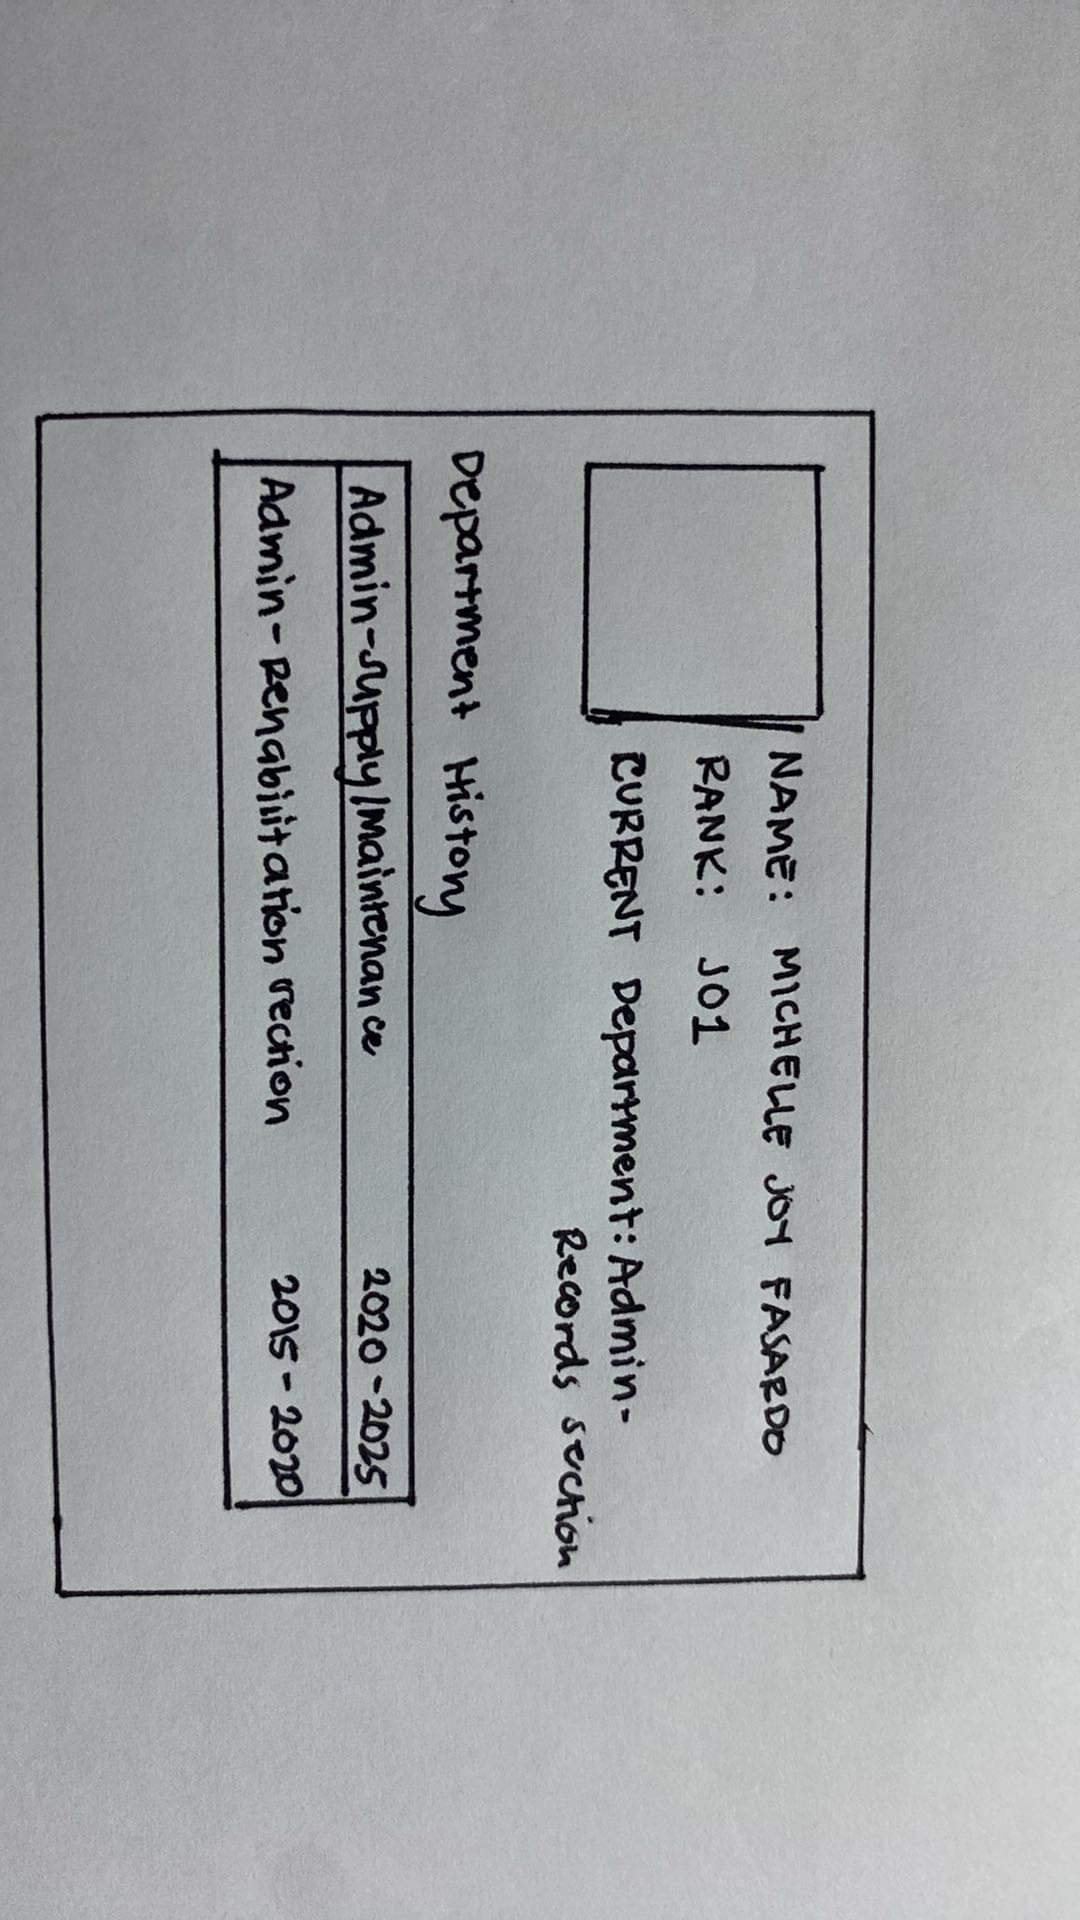 NAME: MICHELLE JOY FASARDO
RANK: JO1
CURRENT Department: Admin-
Records section
Department History
Admin-supply/maintenance 2020-2025
Admin-Rehabilitation section 2015-2020